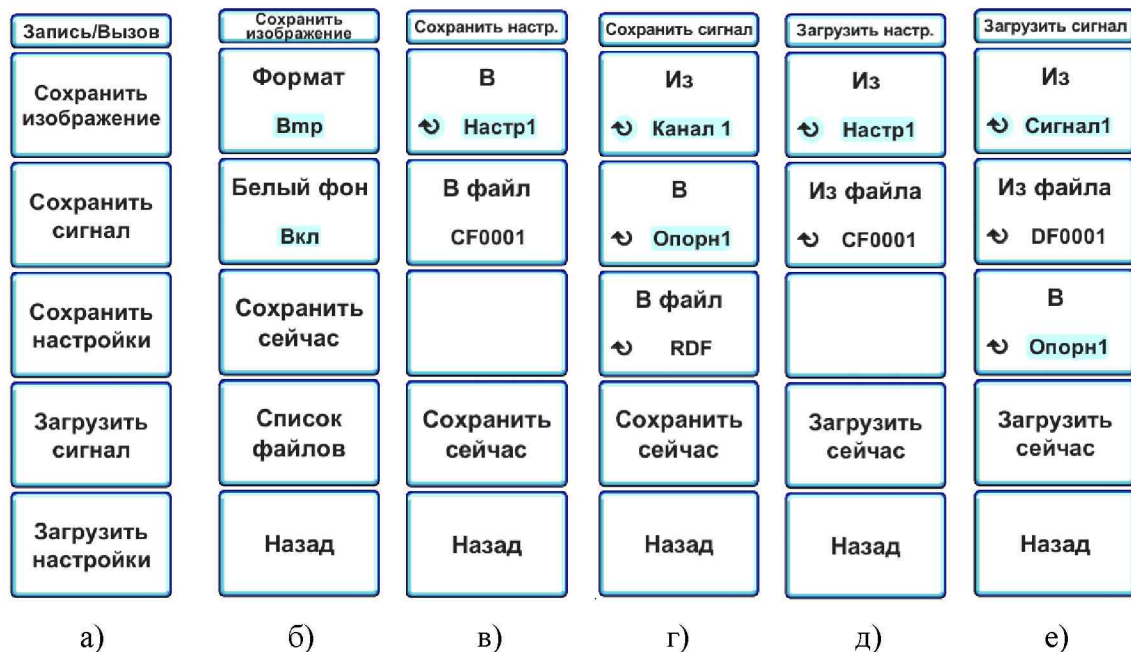 Запись/Вызов
Сохранить
изображение
Сохранить
сигнал
Сохранить
настройки
Загрузить
сигнал
Загрузить
настройки
а)
Сохранить
изображение
Формат
Bmp
Белый фон
Вкл
Сохранить
сейчас
Список
файлов
Назад
б)
Сохранить настр.
В
Настр1
В файл
CF0001
Сохранить
сейчас
Назад
в)
Сохранить сигнал
Из
Канал 1
В
Опорн1
В файл
RDF
Сохранить
сейчас
Назад
г)
Загрузить настр.
Из
Настр1
Из файла
CF0001
Загрузить
сейчас
Назад
д)
Загрузить сигнал
Из
Сигнал1
Из файла
DF0001
В
Опорн1
Загрузить
сейчас
Назад
е)